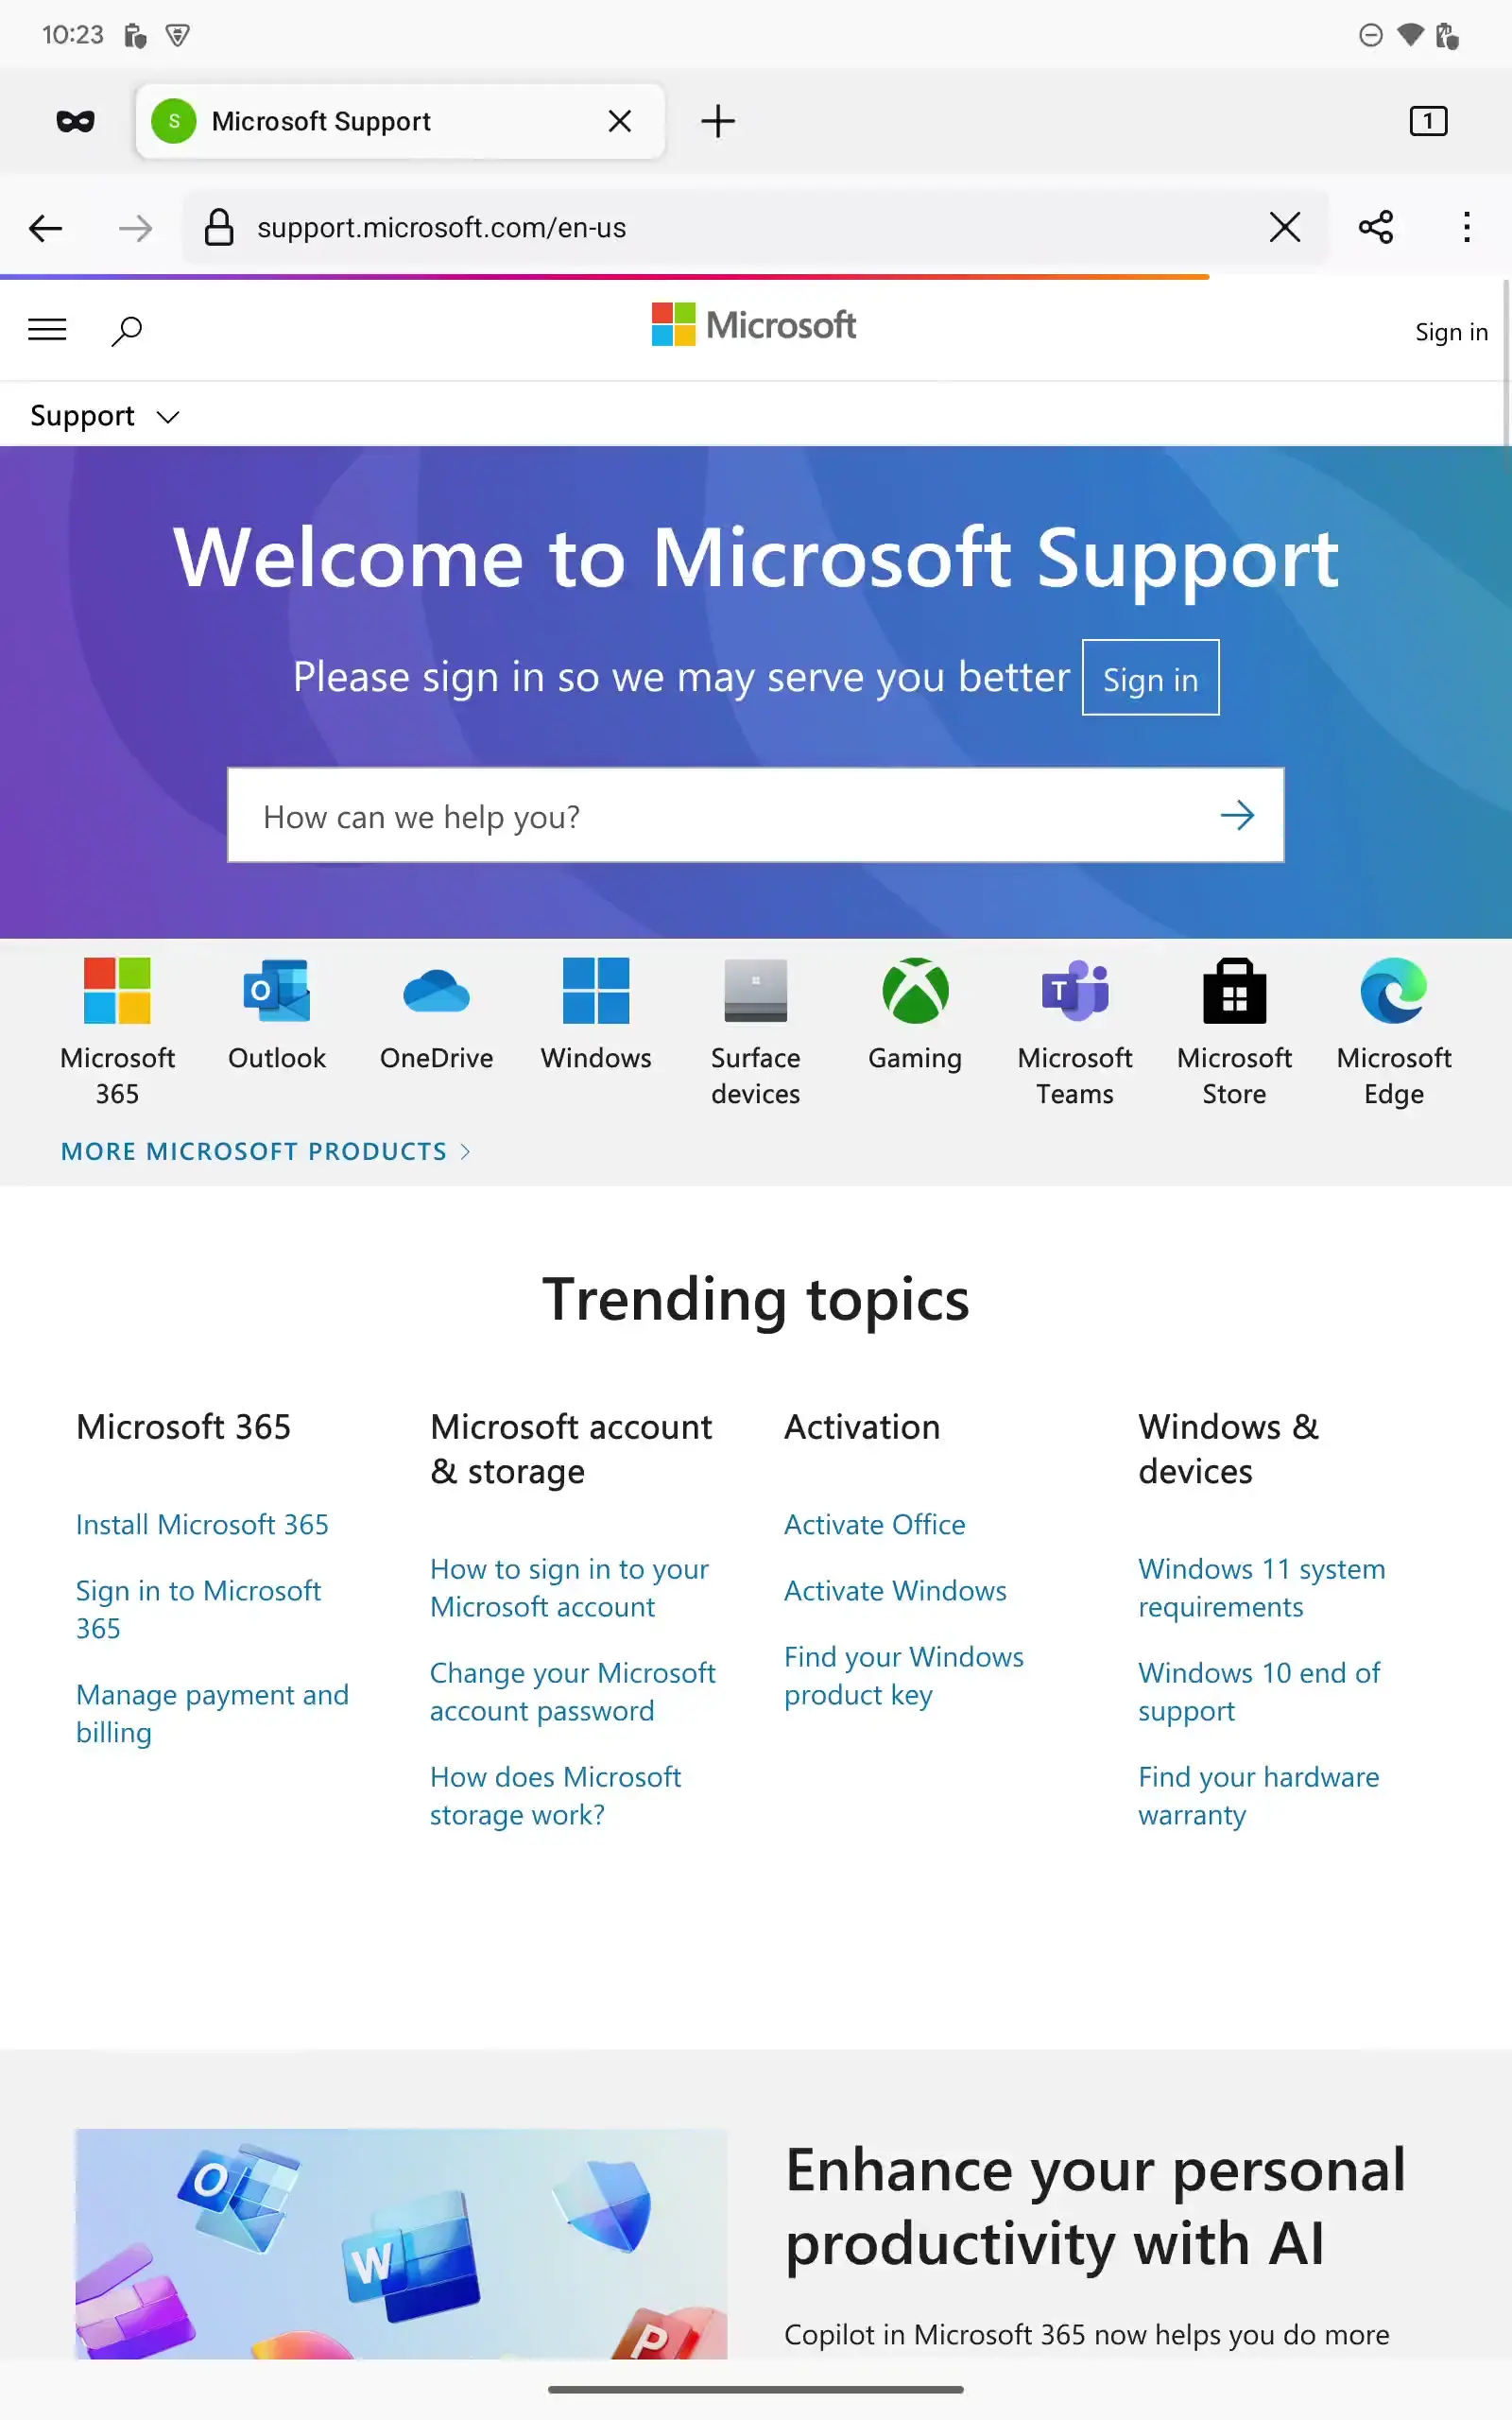 10:23
S
Microsoft Support
1
support.microsoft.com/en-us
Microsoft
Sign in
Support
Welcome to Microsoft Support
Please sign in so we may serve you better
Sign in
How can we help you?
O
T
Microsoft
365
Outlook
OneDrive
Windows
Surface
devices
Gaming
Microsoft
Teams
Microsoft
Store
Microsoft
Edge
MORE MICROSOFT PRODUCTS
Trending topics
Microsoft 365
Install Microsoft 365
Sign in to Microsoft
365
Manage payment and
billing
Microsoft account
& storage
How to sign in to your
Microsoft account
Change your Microsoft
account password
How does Microsoft
storage work?
Activation
Activate Office
Activate Windows
Find your Windows
product key
Windows &
devices
Windows 11 system
requirements
Windows 10 end of
support
Find your hardware
warranty
O
W
P
Enhance your personal
productivity with AI
Copilot in Microsoft 365 now helps you do more